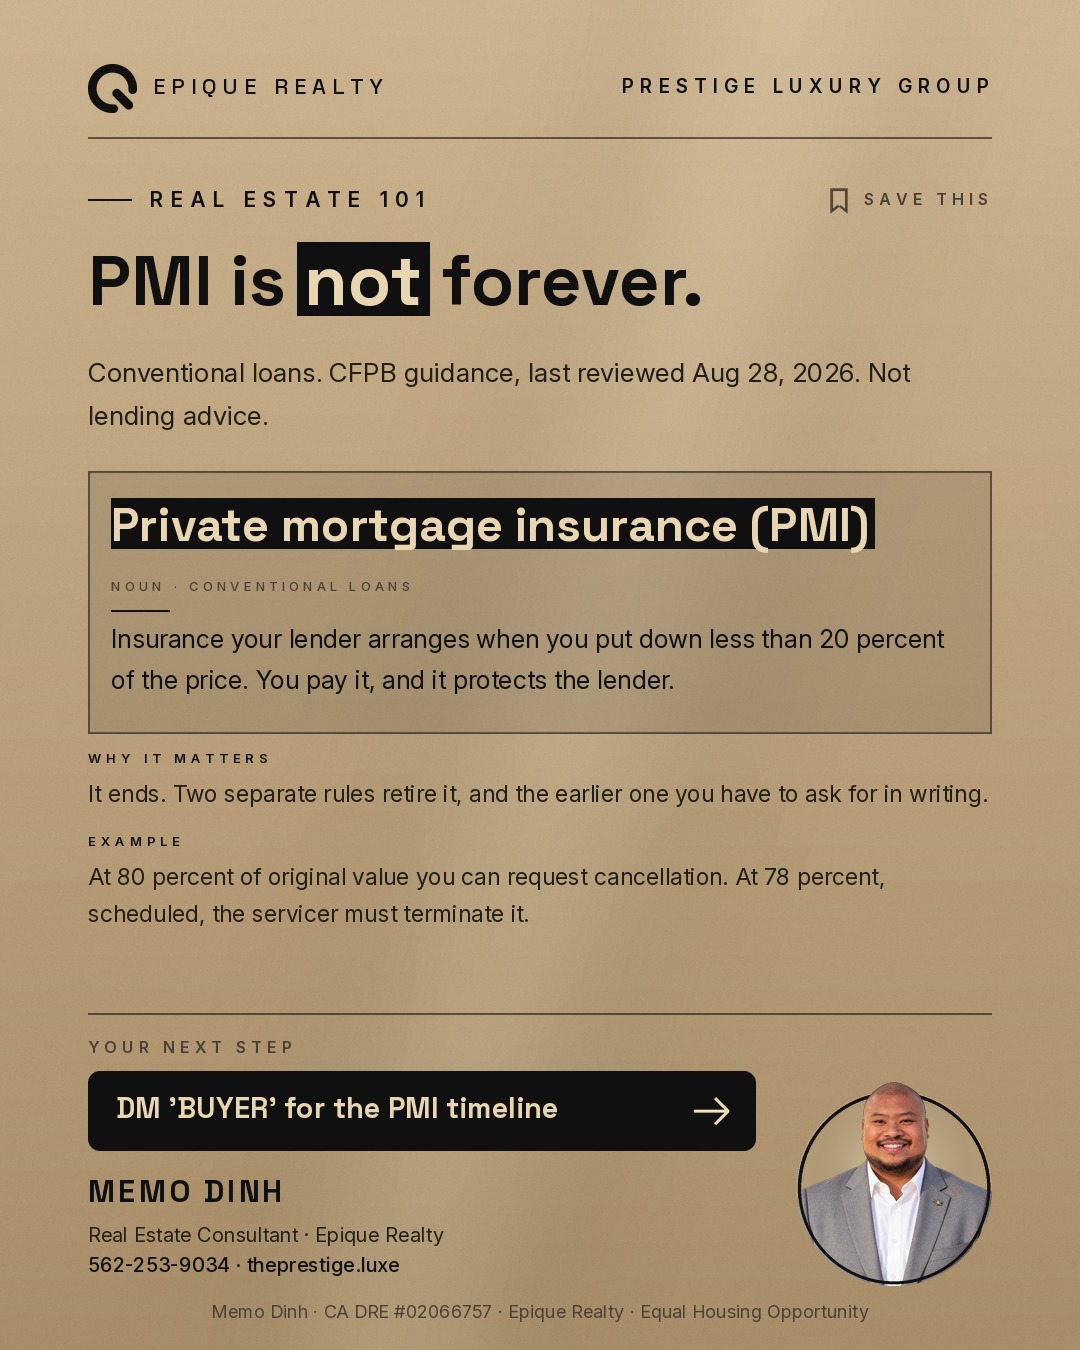 EPIQUE REALTY
PRESTIGE LUXURY GROUP
REAL ESTATE 101
SAVE THIS
PMI is not forever.
Conventional loans. CFPB guidance, last reviewed Aug 28, 2026. Not
lending advice.
Private mortgage insurance (PMI)
NOUN · CONVENTIONAL LOANS
Insurance your lender arranges when you put down less than 20 percent
of the price. You pay it, and it protects the lender.
WHY IT MATTERS
It ends. Two separate rules retire it, and the earlier one you have to ask for in writing.
EXAMPLE
At 80 percent of original value you can request cancellation. At 78 percent,
scheduled, the servicer must terminate it.
YOUR NEXT STEP
DM ’BUYER’ for the PMI timeline
MEMO DINH
Real Estate Consultant · Epique Realty
562-253-9034 · theprestige.luxe
Memo Dinh · CA DRE #02066757 · Epique Realty · Equal Housing Opportunity